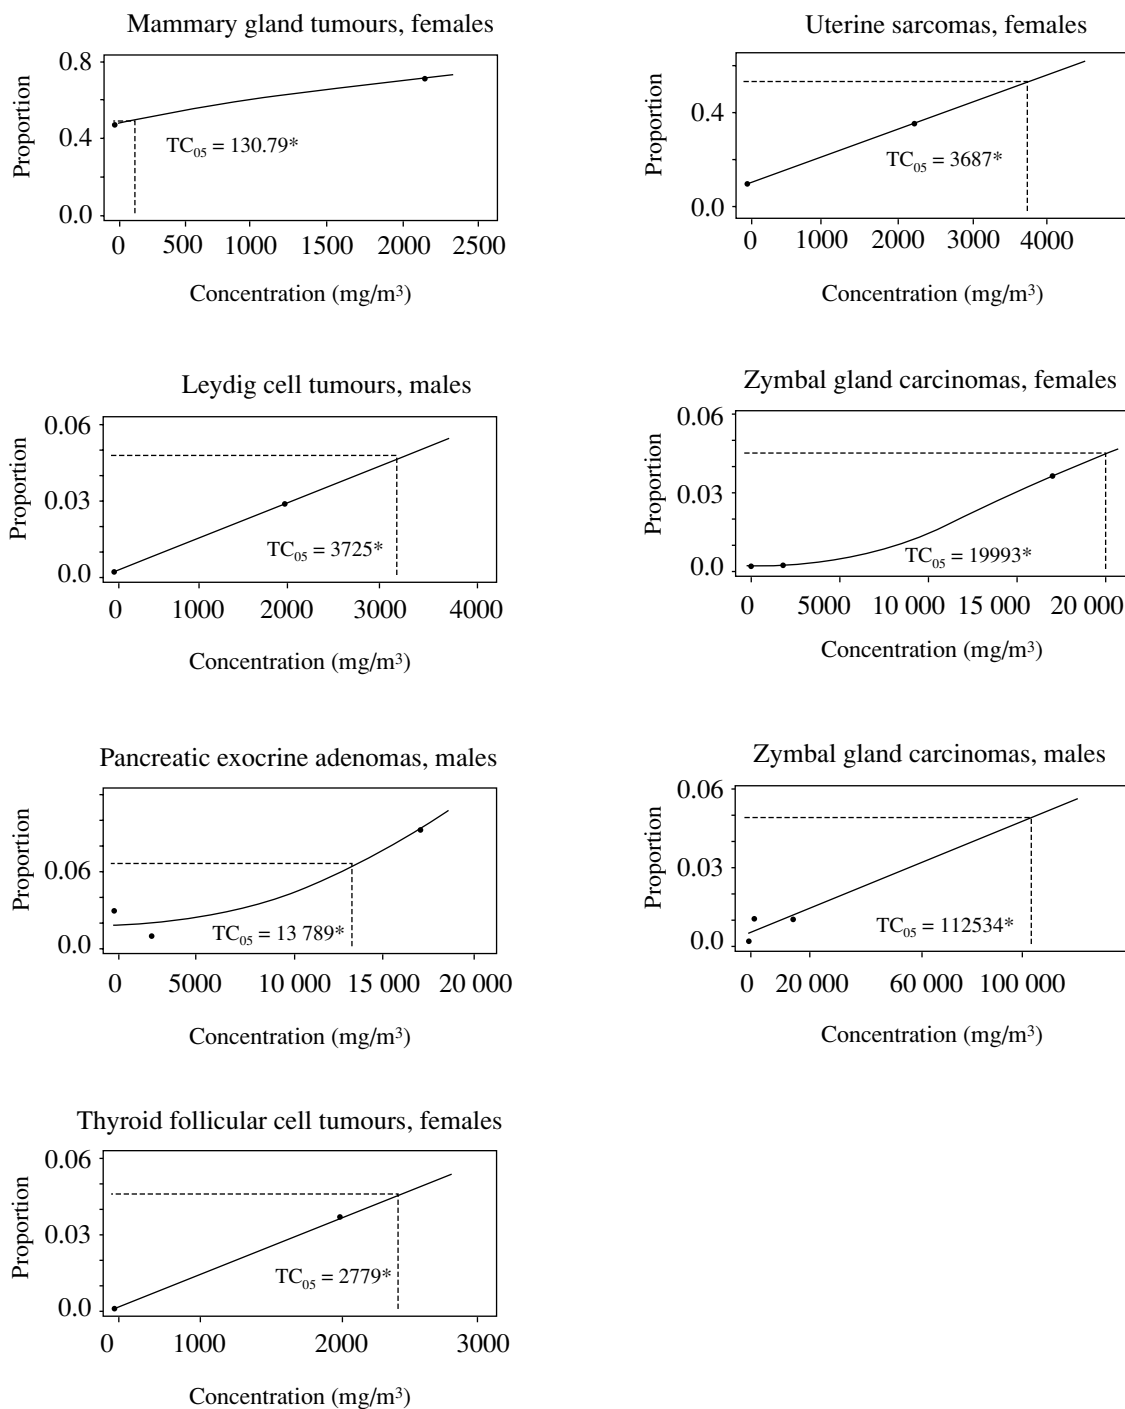 Mammary gland tumours, females
Proportion
0.8
0.4
0.0
TC05 = 130.79*
0 500 1000 1500 2000 2500
Concentration (mg/m³)
Uterine sarcomas, females
Proportion
0.4
0.0
TC05 = 3687*
0 1000 2000 3000 4000
Concentration (mg/m³)
Leydig cell tumours, males
Proportion
0.06
0.03
0.0
TC05 = 3725*
0 1000 2000 3000 4000
Concentration (mg/m³)
Zymbal gland carcinomas, females
Proportion
0.06
0.03
0.0
TC05 = 19993*
0 5000 10 000 15 000 20 000
Concentration (mg/m³)
Pancreatic exocrine adenomas, males
Proportion
0.06
0.0
TC05 = 13 789*
0 5000 10 000 15 000 20 000
Concentration (mg/m³)
Zymbal gland carcinomas, males
Proportion
0.06
0.03
0.0
TC05 = 112534*
0 20 000 60 000 100 000
Concentration (mg/m³)
Thyroid follicular cell tumours, females
Proportion
0.06
0.03
0.0
TC05 = 2779*
0 1000 2000 3000
Concentration (mg/m³)